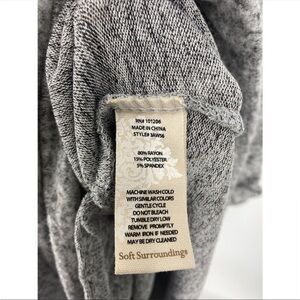 RN# 101206
MADE IN CHINA
STYLE# 3AW56
80% RAYON
15% POLYESTER
5% SPANDEX
MACHINE WASH COLD
WITH SIMILAR COLORS
GENTLE CYCLE
DO NOT BLEACH
TUMBLE DRY LOW
REMOVE PROMPTLY
WARM IRON IF NEEDED
MAY BE DRY CLEANED
Soft Surroundings